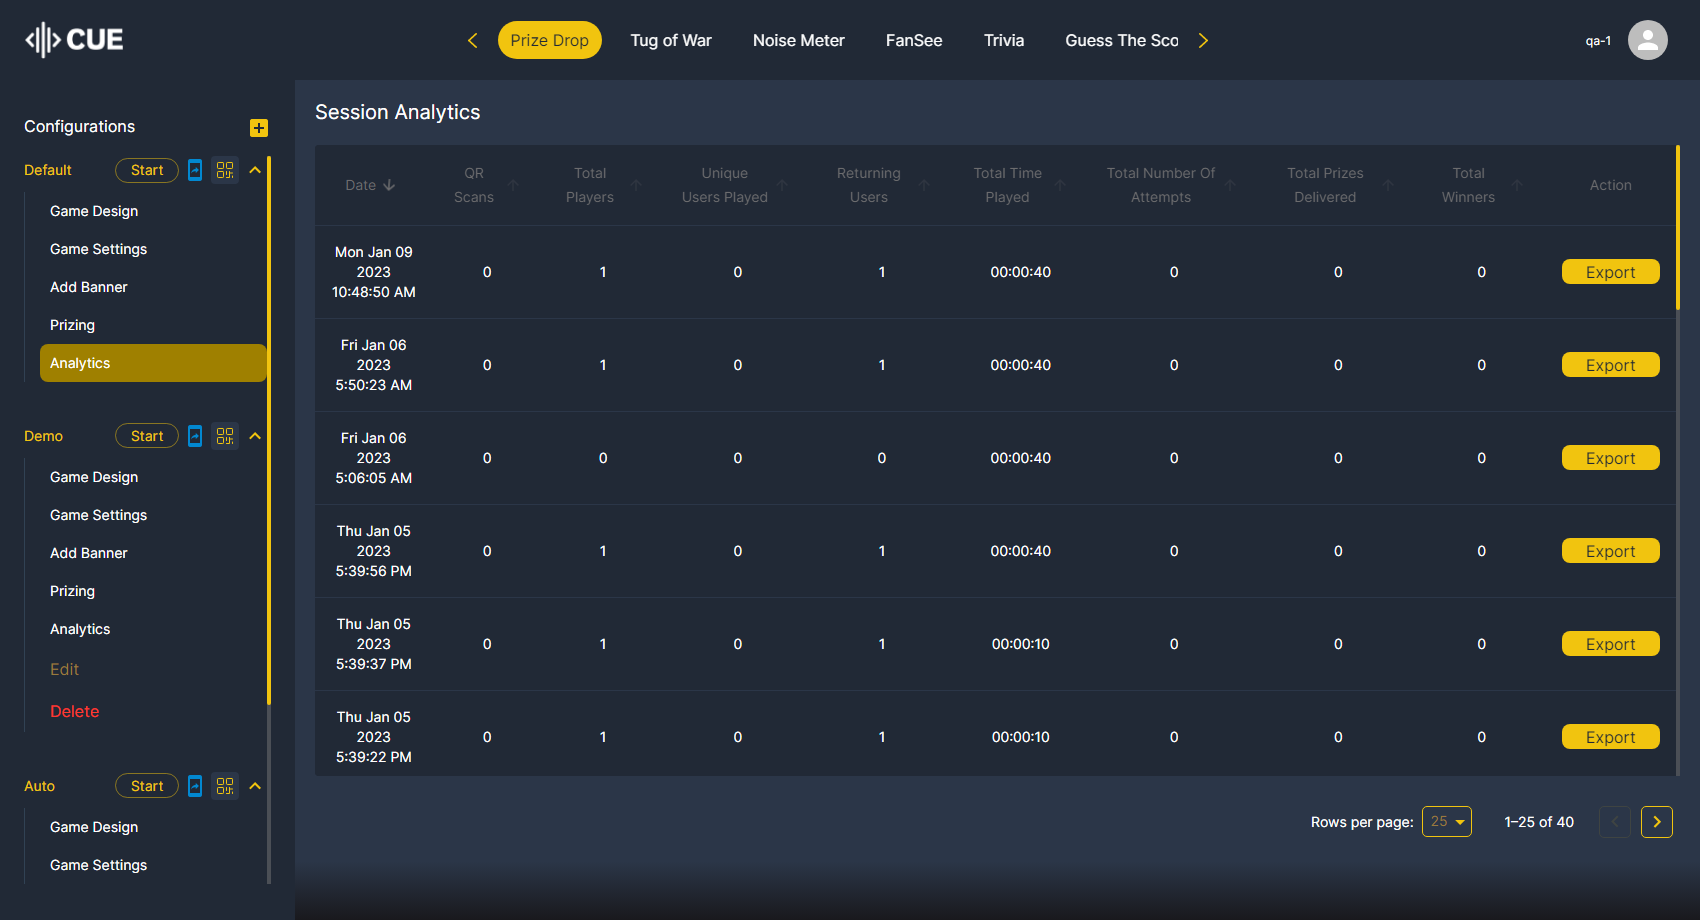 CUE
Prize Drop
Tug of War
Noise Meter
FanSee
Trivia
Guess The Sco
qa-1
Configurations
Default
Start
Game Design
Game Settings
Add Banner
Prizing
Analytics
Demo
Start
Game Design
Game Settings
Add Banner
Prizing
Analytics
Edit
Delete
Auto
Start
Game Design
Game Settings
Session Analytics
Date
QR
Scans
Total
Players
Unique
Users Played
Returning
Users
Total Time
Played
Total Number Of
Attempts
Total Prizes
Delivered
Total
Winners
Action
Mon Jan 09
2023
10:48:50 AM
0
1
0
1
00:00:40
0
0
0
Export
Fri Jan 06
2023
5:50:23 AM
0
1
0
1
00:00:40
0
0
0
Export
Fri Jan 06
2023
5:06:05 AM
0
0
0
0
00:00:40
0
0
0
Export
Thu Jan 05
2023
5:39:56 PM
0
1
0
1
00:00:40
0
0
0
Export
Thu Jan 05
2023
5:39:37 PM
0
1
0
1
00:00:10
0
0
0
Export
Thu Jan 05
2023
5:39:22 PM
0
1
0
1
00:00:10
0
0
0
Export
Rows per page:
25
1–25 of 40